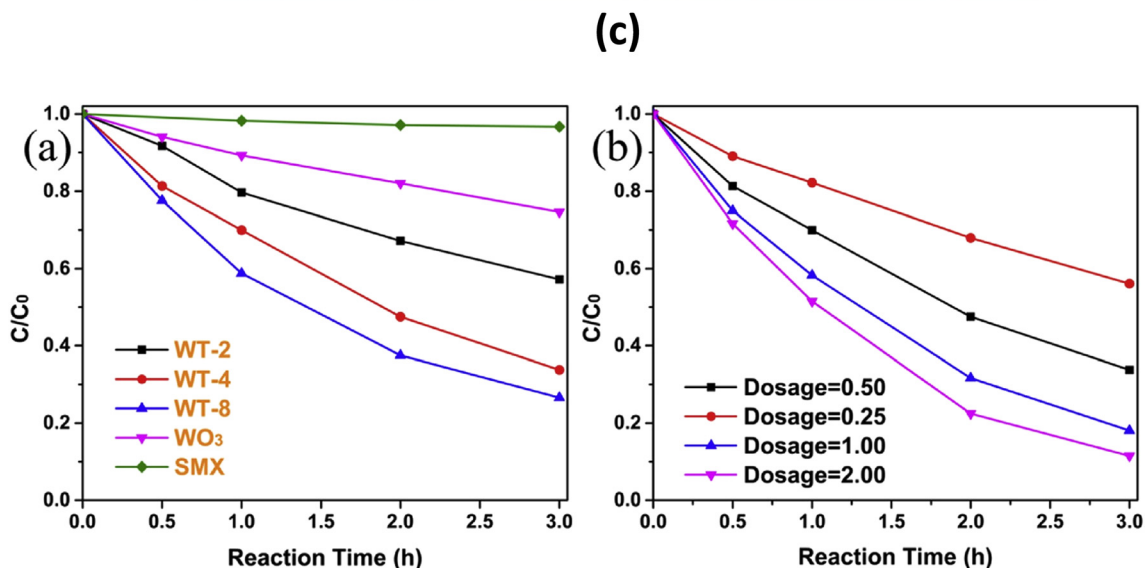 (c)
(a)
1.0
0.8
0.6
0.4
0.2
0.0
C/C0
WT-2
WT-4
WT-8
WO3
SMX
0.0 0.5 1.0 1.5 2.0 2.5 3.0
Reaction Time (h)
(b)
1.0
0.8
0.6
0.4
0.2
0.0
C/C0
Dosage=0.50
Dosage=0.25
Dosage=1.00
Dosage=2.00
0.0 0.5 1.0 1.5 2.0 2.5 3.0
Reaction Time (h)